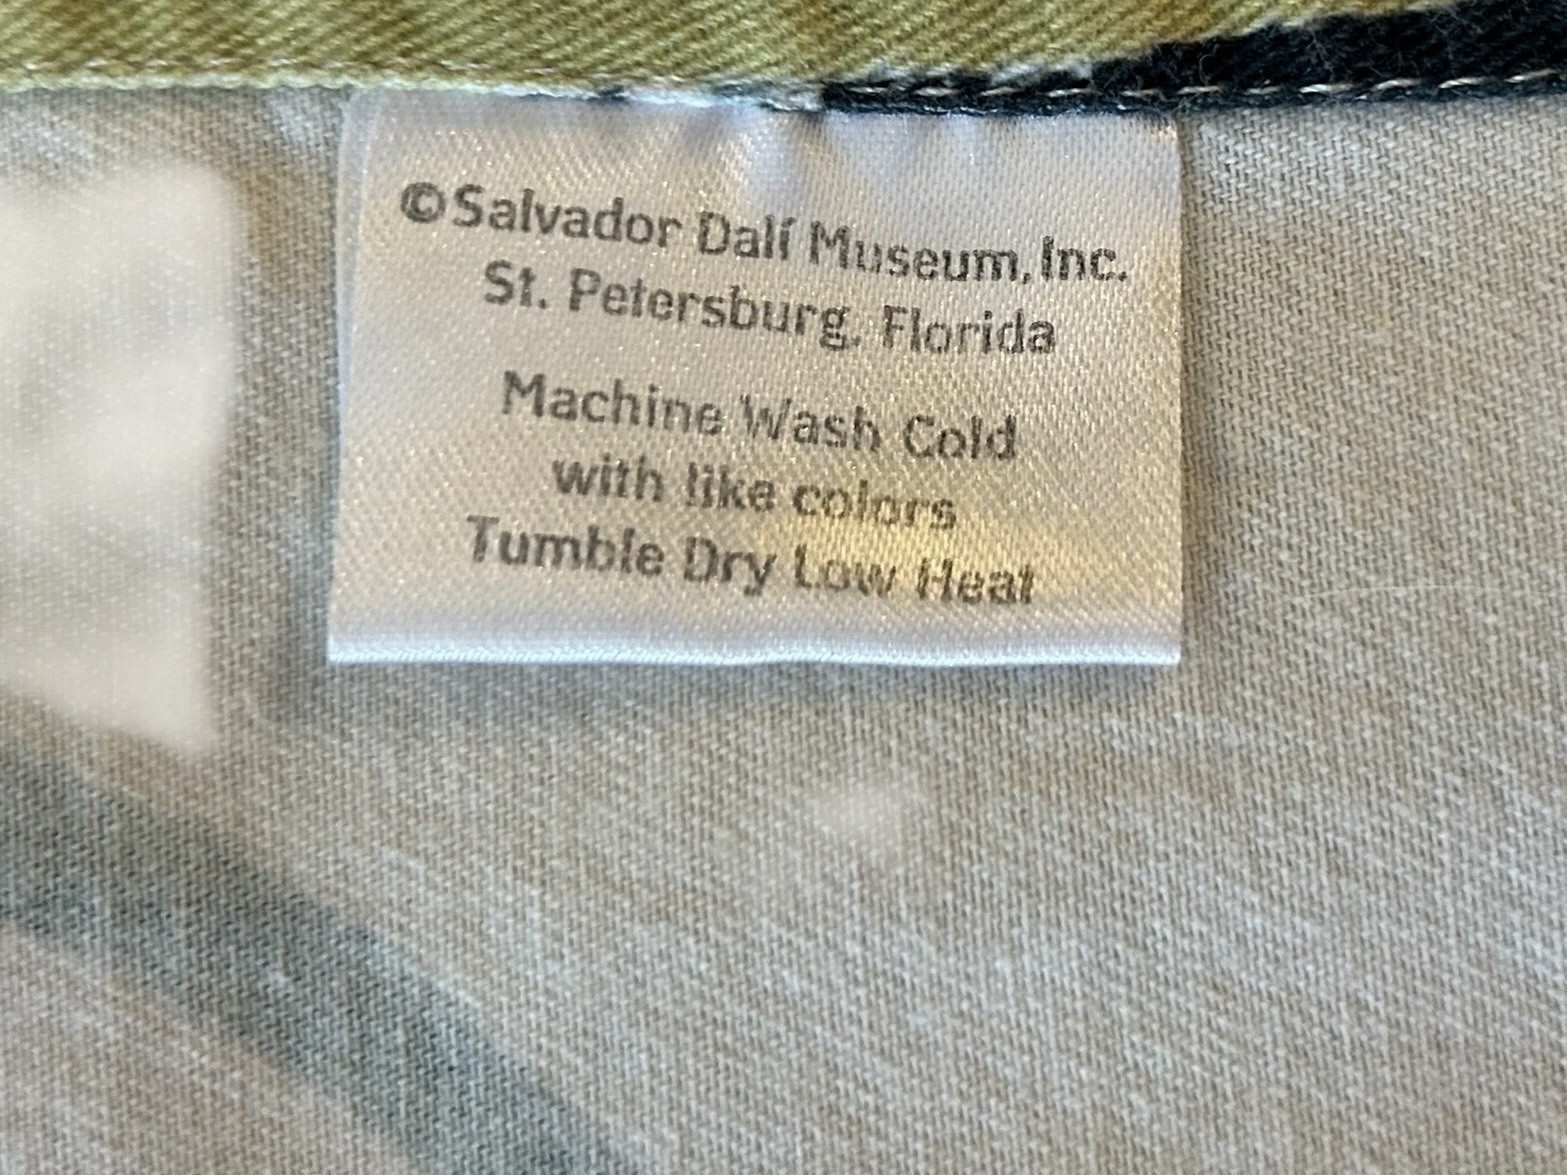 ©Salvador Dalí Museum, Inc.
St. Petersburg, Florida
Machine Wash Cold
with like colors
Tumble Dry Low Heat